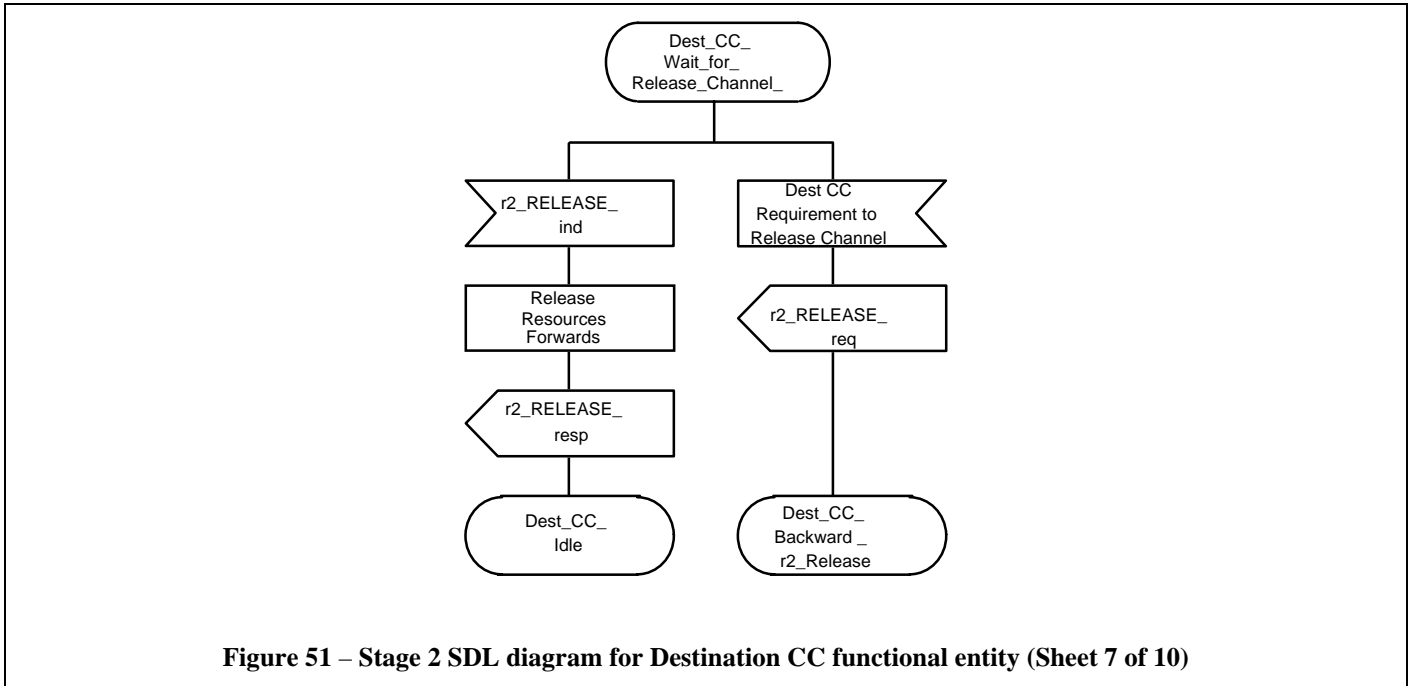 Dest_CC_
Wait_for_
Release_Channel_
r2_RELEASE_
ind
Dest CC
Requirement to
Release Channel
Release
Resources
Forwards
r2_RELEASE_
req
r2_RELEASE_
resp
Dest_CC_
Idle
Dest_CC_
Backward _
r2_Release
Figure 51 – Stage 2 SDL diagram for Destination CC functional entity (Sheet 7 of 10)